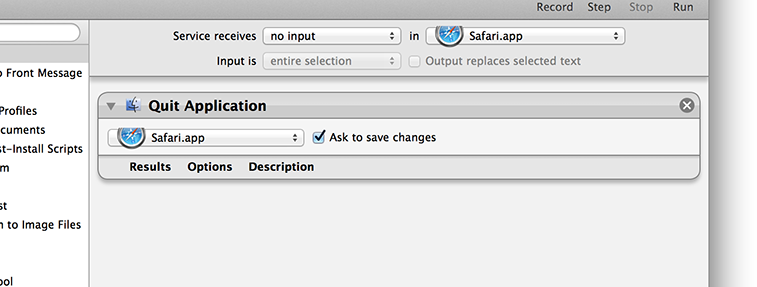 Record Step Stop Run
Service receives no input in Safari.app
Input is entire selection Output replaces selected text
o Front Message
Quit Application
Profiles
cuments
Safari.app Ask to save changes
st-Install Scripts
m
Results Options Description
st
n to Image Files
ool